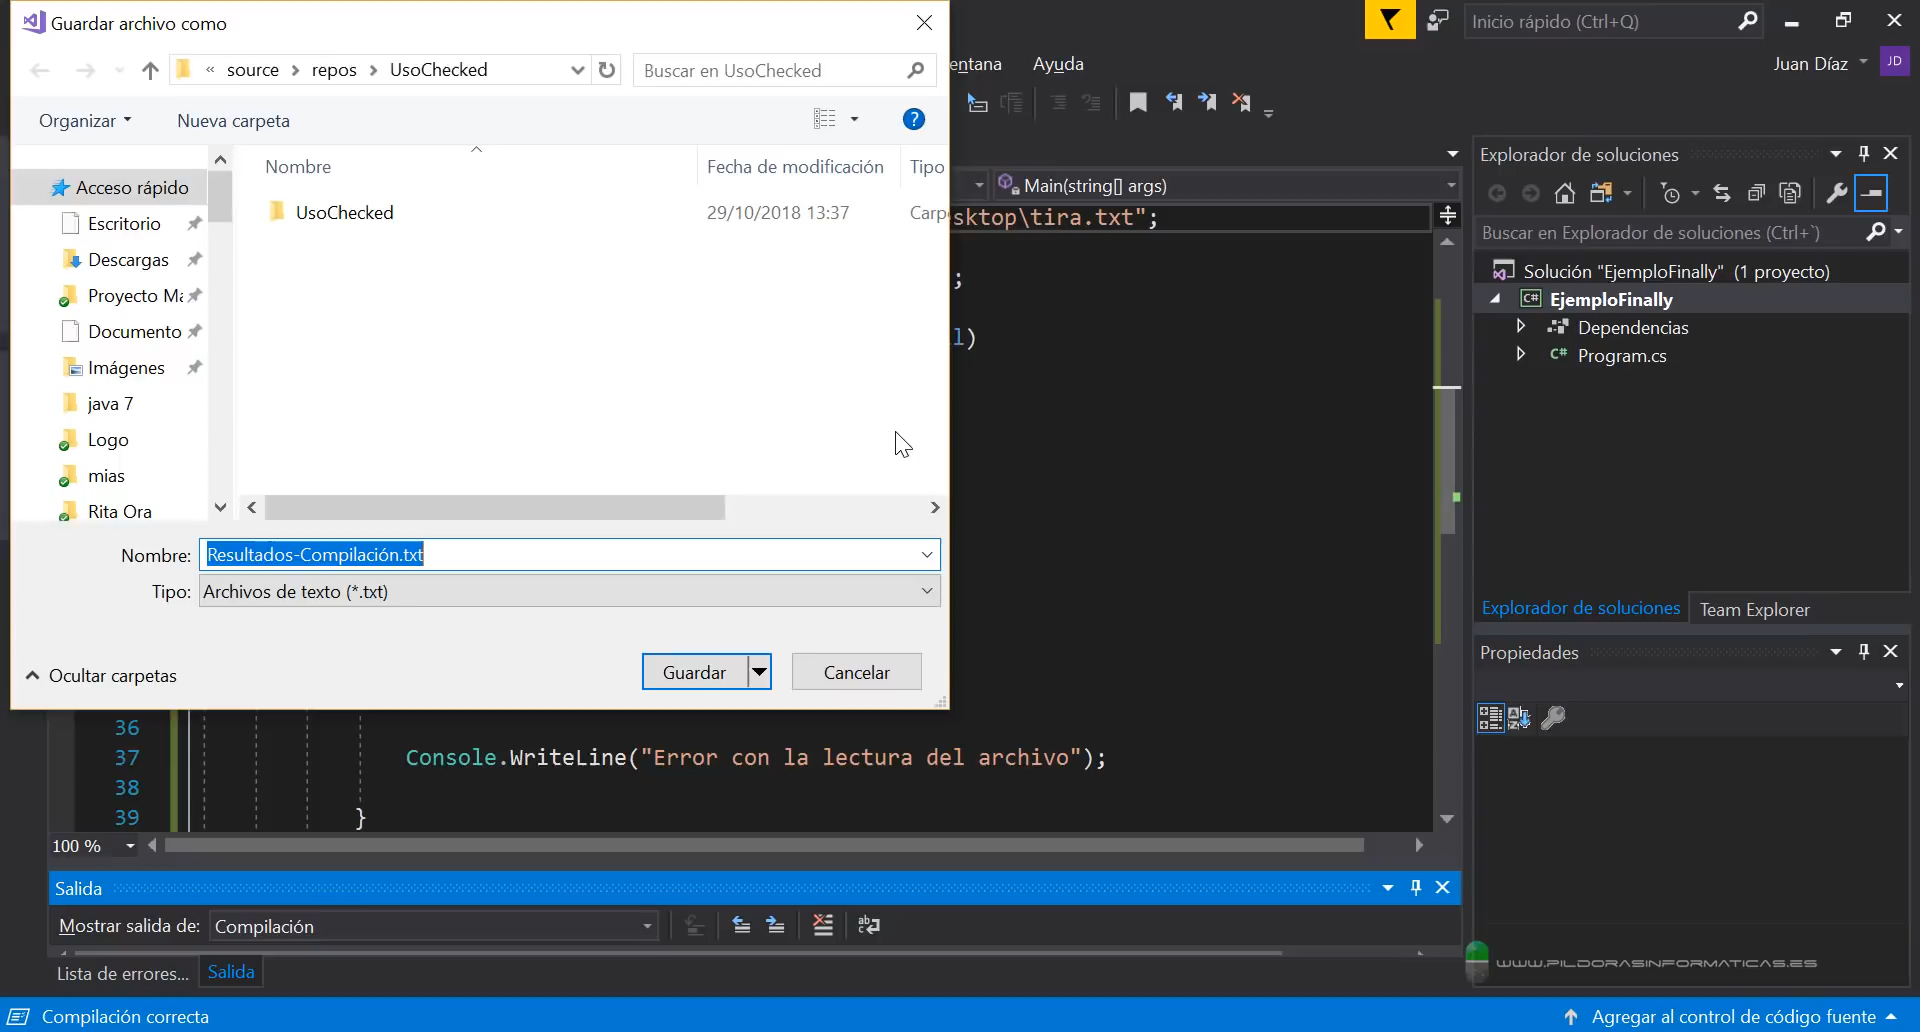 Guardar archivo como
« source > repos > UsoChecked
Buscar en UsoChecked
Organizar
Nueva carpeta
Acceso rápido
Escritorio
Descargas
Proyecto Ma
Documento
Imágenes
java 7
Logo
mias
Rita Ora
Nombre
Fecha de modificación
Tipo
UsoChecked
29/10/2018 13:37
Carp
Nombre:
Resultados-Compilación.txt
Tipo:
Archivos de texto (*.txt)
Ocultar carpetas
Guardar
Cancelar
Inicio rápido (Ctrl+Q)
entana
Ayuda
Juan Díaz
JD
Main(string[] args)
sktop\tira.txt";
;
l)
36
37 Console.WriteLine("Error con la lectura del archivo");
38
39 }
100 %
Salida
Mostrar salida de:
Compilación
Lista de errores...
Salida
Explorador de soluciones
Buscar en Explorador de soluciones (Ctrl+`)
Solución "EjemploFinally" (1 proyecto)
C# EjemploFinally
Dependencias
C# Program.cs
Explorador de soluciones
Team Explorer
Propiedades
WWW.PILDORASINFORMATICAS.ES
Compilación correcta
Agregar al control de código fuente